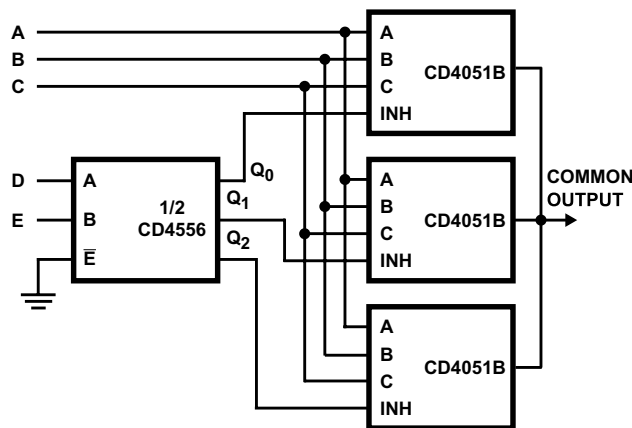 A
B
C
A
B
C
INH
CD4051B
D
E
A
B
E̅
1/2
CD4556
Q0
Q1
Q2
A
B
C
INH
CD4051B
COMMON
OUTPUT
A
B
C
INH
CD4051B